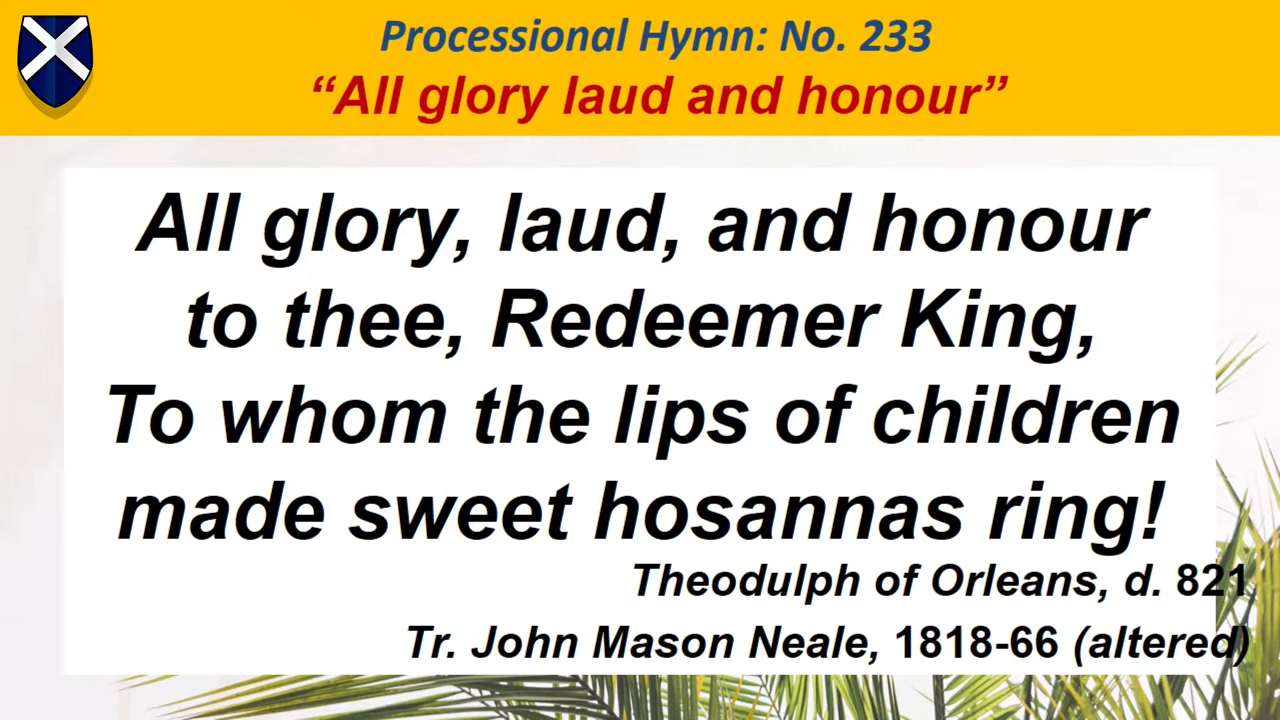 Processional Hymn: No. 233
“All glory laud and honour”
All glory, laud, and honour
to thee, Redeemer King,
To whom the lips of children
made sweet hosannas ring!
Theodulph of Orleans, d. 821
Tr. John Mason Neale, 1818-66 (altered)